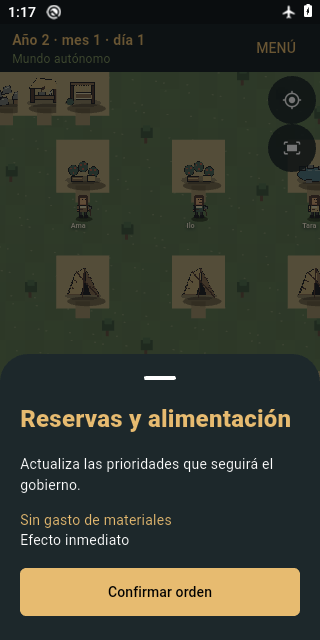 1:17
Año 2 · mes 1 · día 1
Mundo autónomo
MENÚ
Ama
Ilo
Tara
Reservas y alimentación
Actualiza las prioridades que seguirá el
gobierno.
Sin gasto de materiales
Efecto inmediato
Confirmar orden